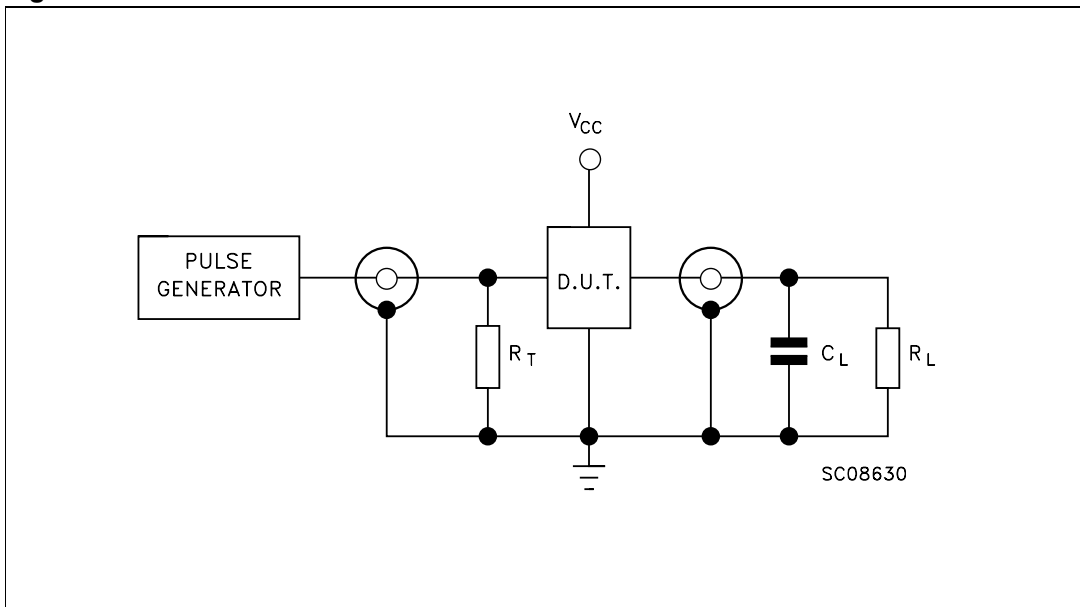 VCC
PULSE
GENERATOR
D.U.T.
RT
CL
RL
SC08630